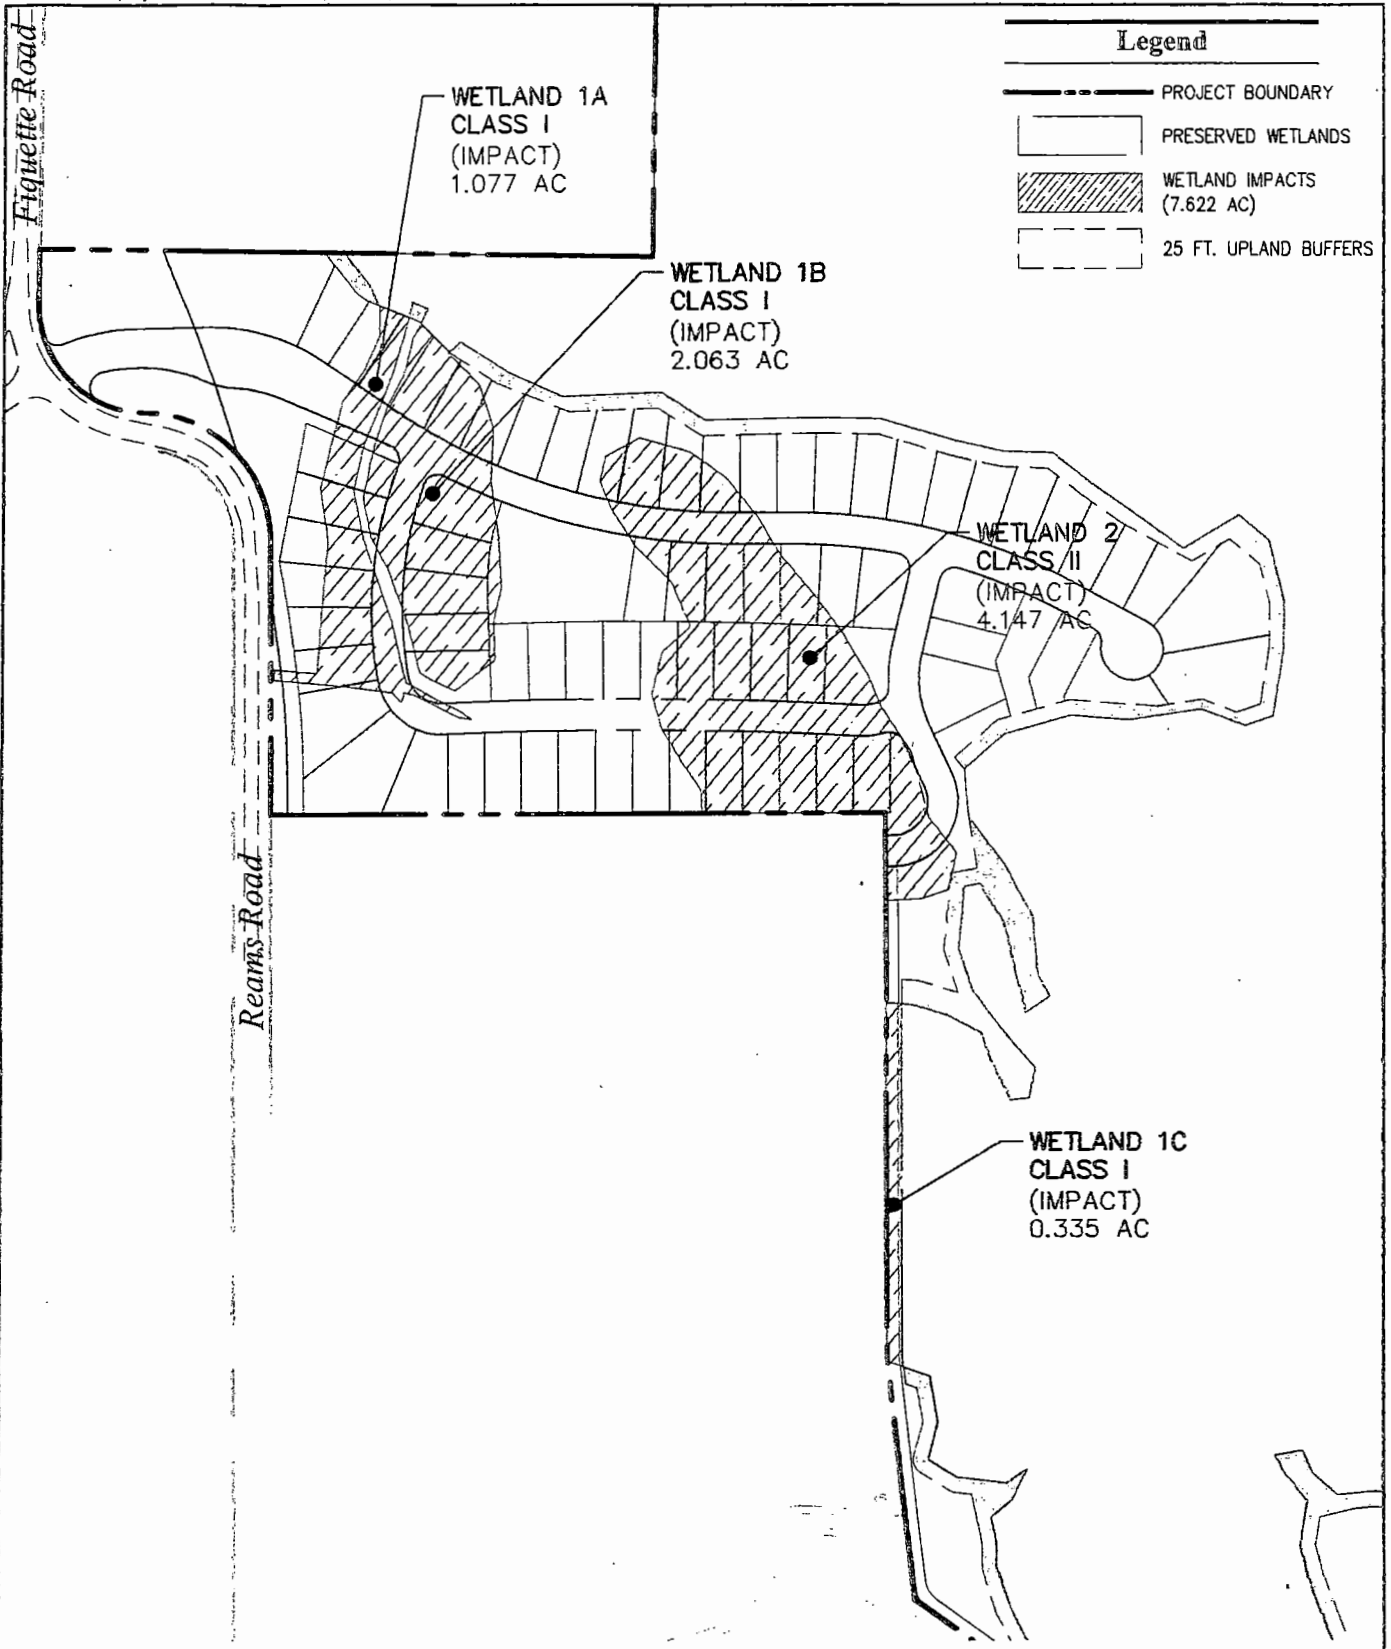 Fiquette Road
Legend
PROJECT BOUNDARY
PRESERVED WETLANDS
WETLAND IMPACTS
(7.622 AC)
25 FT. UPLAND BUFFERS
WETLAND 1A
CLASS I
(IMPACT)
1.077 AC
WETLAND 1B
CLASS I
(IMPACT)
2.063 AC
WETLAND 2
CLASS II
(IMPACT)
4.147 AC
Reams Road
WETLAND 1C
CLASS I
(IMPACT)
0.335 AC